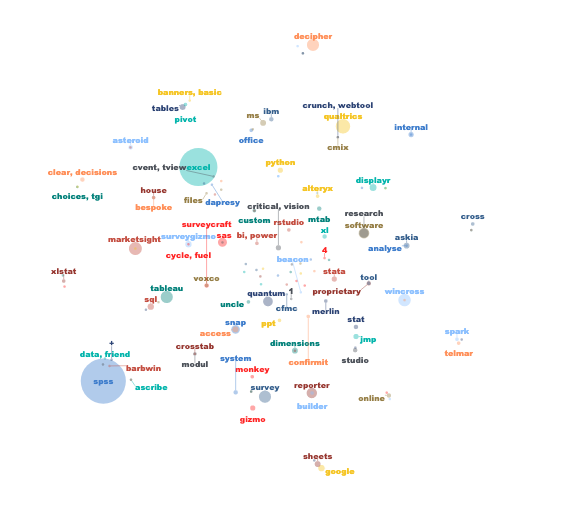 decipher
banners, basic
tables
pivot
crunch, webtool
qualtrics
ms
ibm
office
internal
cmix
asteroid
cvent, tview
excel
python
clear, decisions
choices, tgi
house
bespoke
files
dapresy
alteryx
displayr
critical, vision
custom
mtab
research
software
cross
surveycraft
rstudio
xl
marketsight
surveygizmo
sas
bi, power
askia
analyse
cycle, fuel
4
beacon
xlstat
voxco
stata
tool
tableau
sql
uncle
quantum
1
proprietary
wincross
cfmc
merlin
snap
ppt
stat
access
spark
jmp
tolmar
+
data, friend
crosstab
modul
dimensions
confirmit
studio
barbwin
system
monkey
spss
ascribe
survey
reporter
builder
online
gizmo
sheets
google